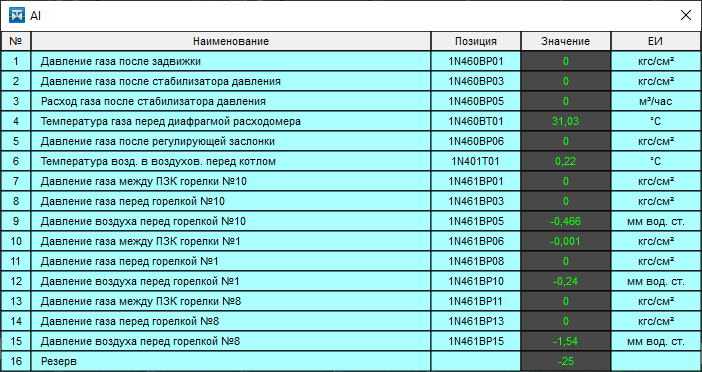 AI
№ Наименование Позиция Значение ЕИ
1 Давление газа после задвижки 1N460BP01 0 кгс/см²
2 Давление газа после стабилизатора давления 1N460BP03 0 кгс/см²
3 Расход газа после стабилизатора давления 1N460BP05 0 м³/час
4 Температура газа перед диафрагмой расходомера 1N460BT01 31,03 °C
5 Давление газа после регулирующей заслонки 1N460BP06 0 кгс/см²
6 Температура возд. в воздухов. перед котлом 1N401T01 0,22 °C
7 Давление газа между ПЗК горелки №10 1N461BP01 0 кгс/см²
8 Давление газа перед горелкой №10 1N461BP03 0 кгс/см²
9 Давление воздуха перед горелкой №10 1N461BP05 -0,466 мм вод. ст.
10 Давление газа между ПЗК горелки №1 1N461BP06 -0,001 кгс/см²
11 Давление газа перед горелкой №1 1N461BP08 0 кгс/см²
12 Давление воздуха перед горелкой №1 1N461BP10 -0,24 мм вод. ст.
13 Давление газа между ПЗК горелки №8 1N461BP11 0 кгс/см²
14 Давление газа перед горелкой №8 1N461BP13 0 кгс/см²
15 Давление воздуха перед горелкой №8 1N461BP15 -1,54 мм вод. ст.
16 Резерв -25